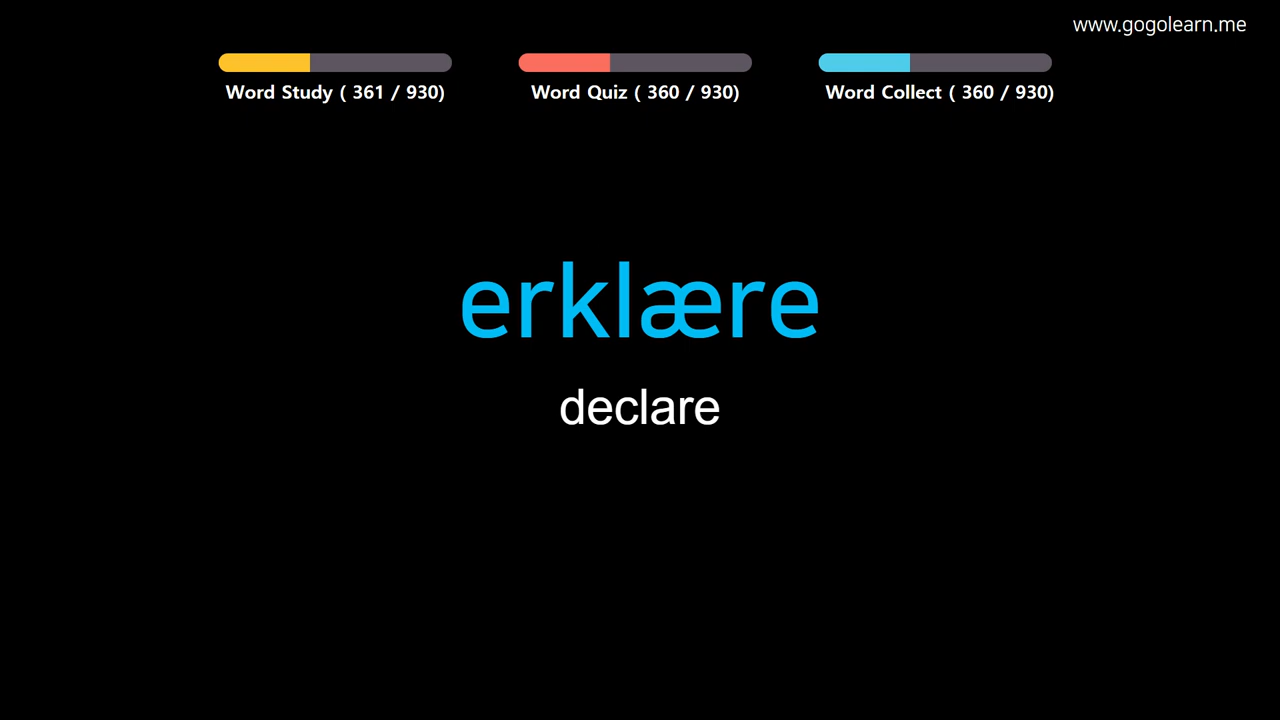 www.gogolearn.me
Word Study ( 361 / 930)
Word Quiz ( 360 / 930)
Word Collect ( 360 / 930)
erklære
declare